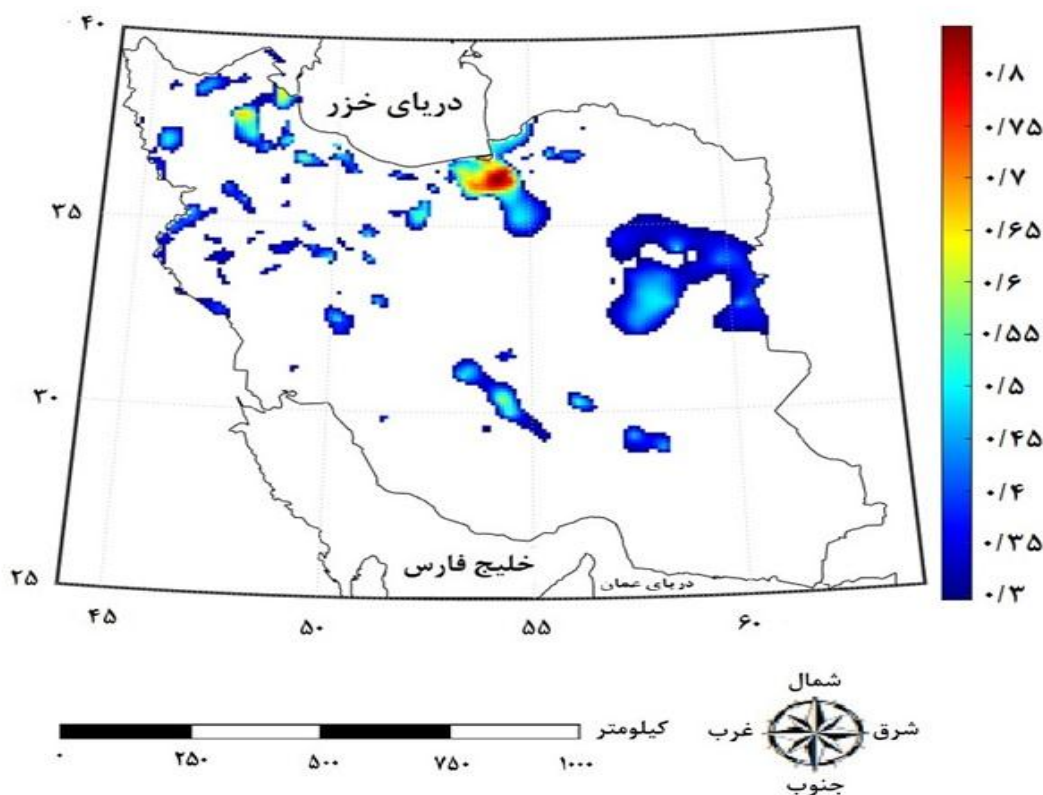 ۴۰
۳۵
۳۰
۲۵
۴۵
۵۰
۵۵
۶۰
دریای خزر
خلیج فارس
دریای عمان
۰/۸
۰/۷۵
۰/۷
۰/۶۵
۰/۶
۰/۵۵
۰/۵
۰/۴۵
۰/۴
۰/۳۵
۰/۳
کیلومتر
۰ ۲۵۰ ۵۰۰ ۷۵۰ ۱۰۰۰
شمال
شرق
غرب
جنوب